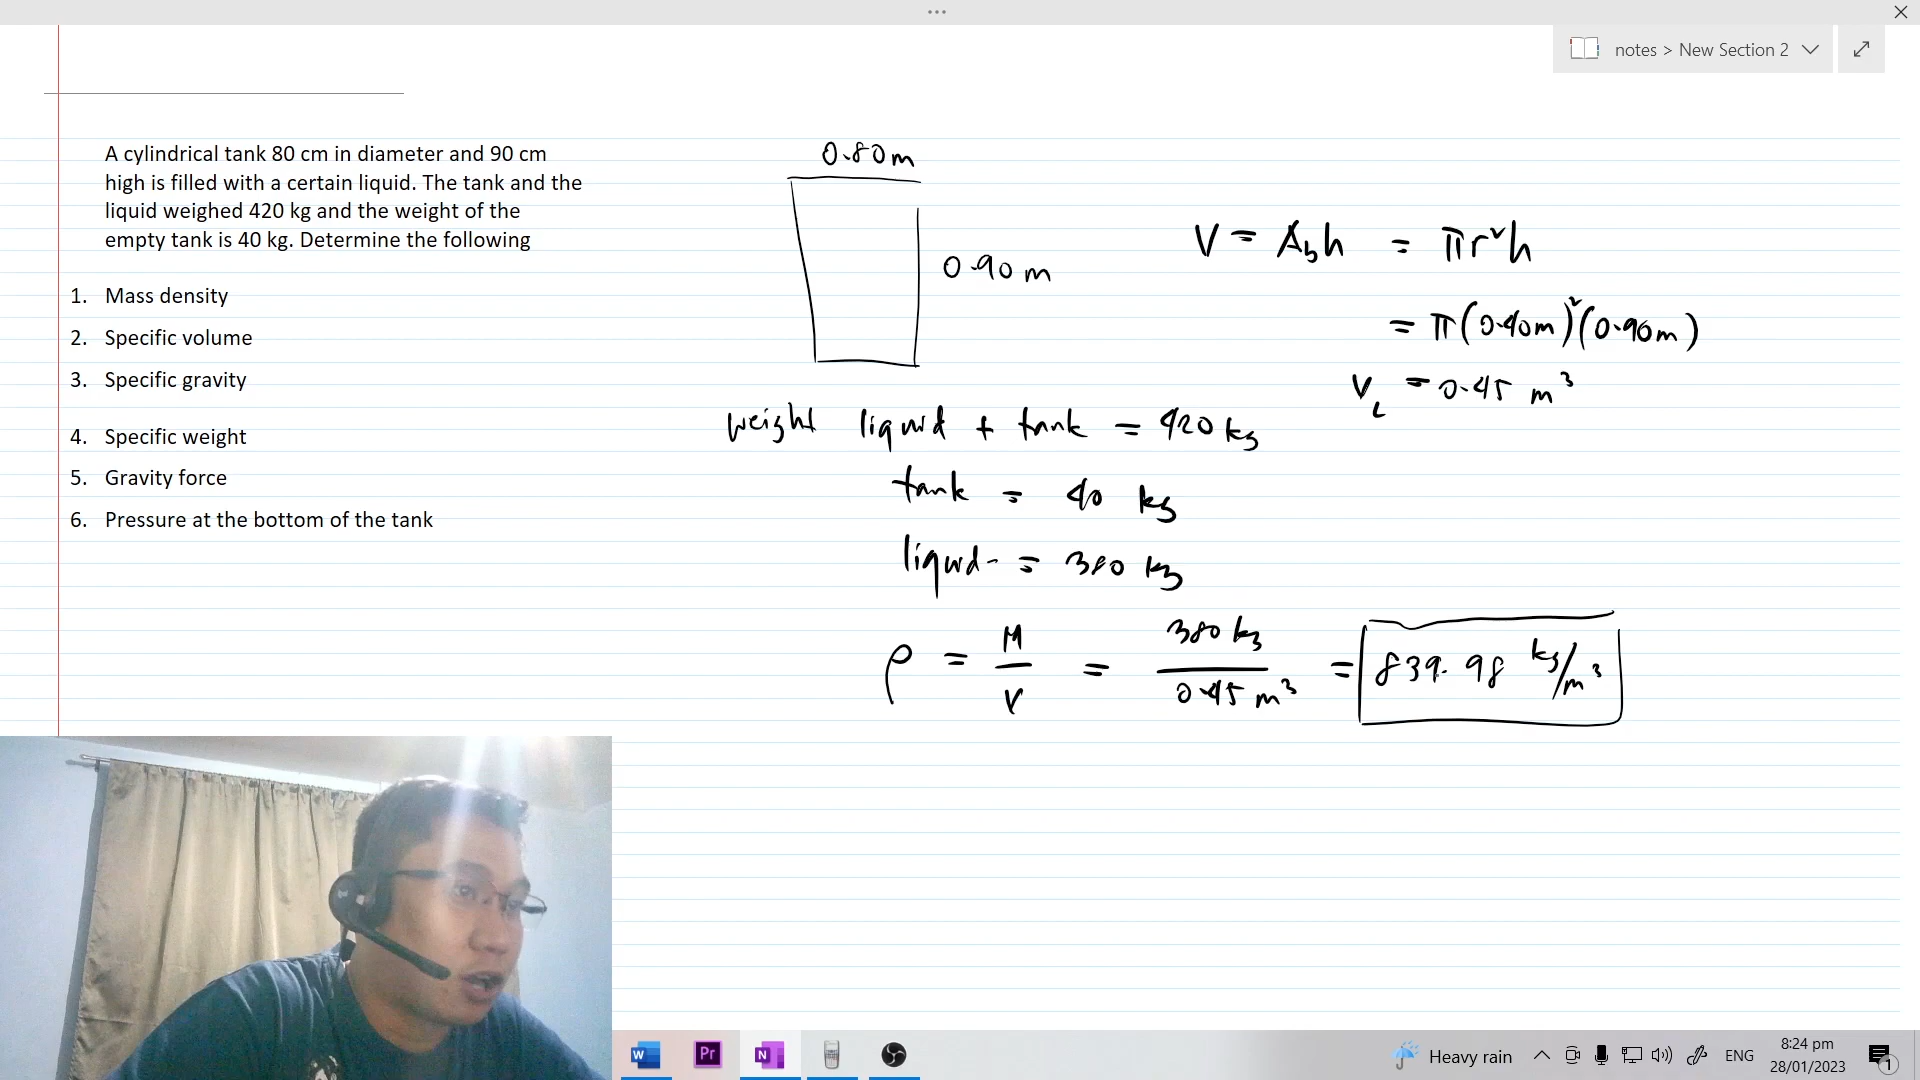 notes > New Section 2
A cylindrical tank 80 cm in diameter and 90 cm
high is filled with a certain liquid. The tank and the
liquid weighed 420 kg and the weight of the
empty tank is 40 kg. Determine the following
1. Mass density
2. Specific volume
3. Specific gravity
4. Specific weight
5. Gravity force
6. Pressure at the bottom of the tank
0.80m
0.90 m
V = Abh = πr²h
= π(0.40m)²(0.90m)
VL = 0.45 m³
weight liquid + tank = 420 kg
tank = 40 kg
liquid = 380 kg
ρ = M/V = 380 kg/0.45 m³ = 839.98 kg/m³
W
Pr
N
Heavy rain
ENG
8:24 pm
28/01/2023
1